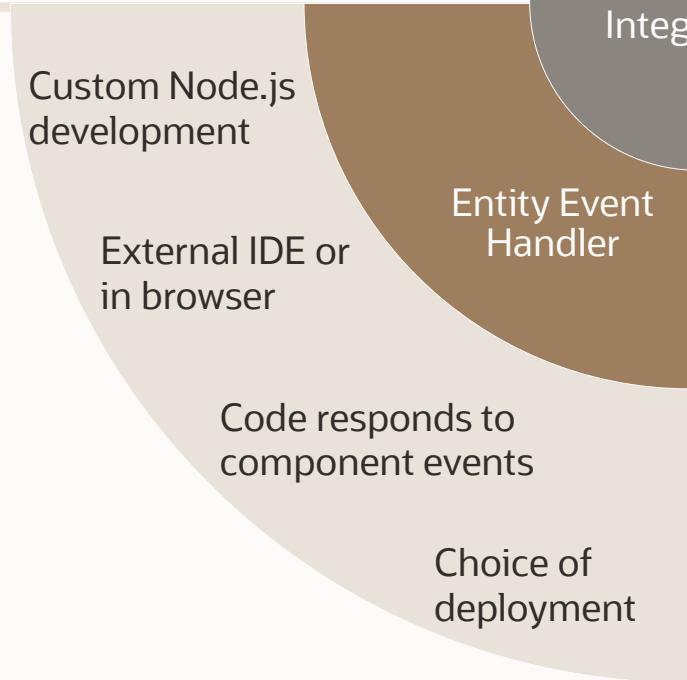 Integ
Custom Node.js
development
Entity Event
Handler
External IDE or
in browser
Code responds to
component events
Choice of
deployment